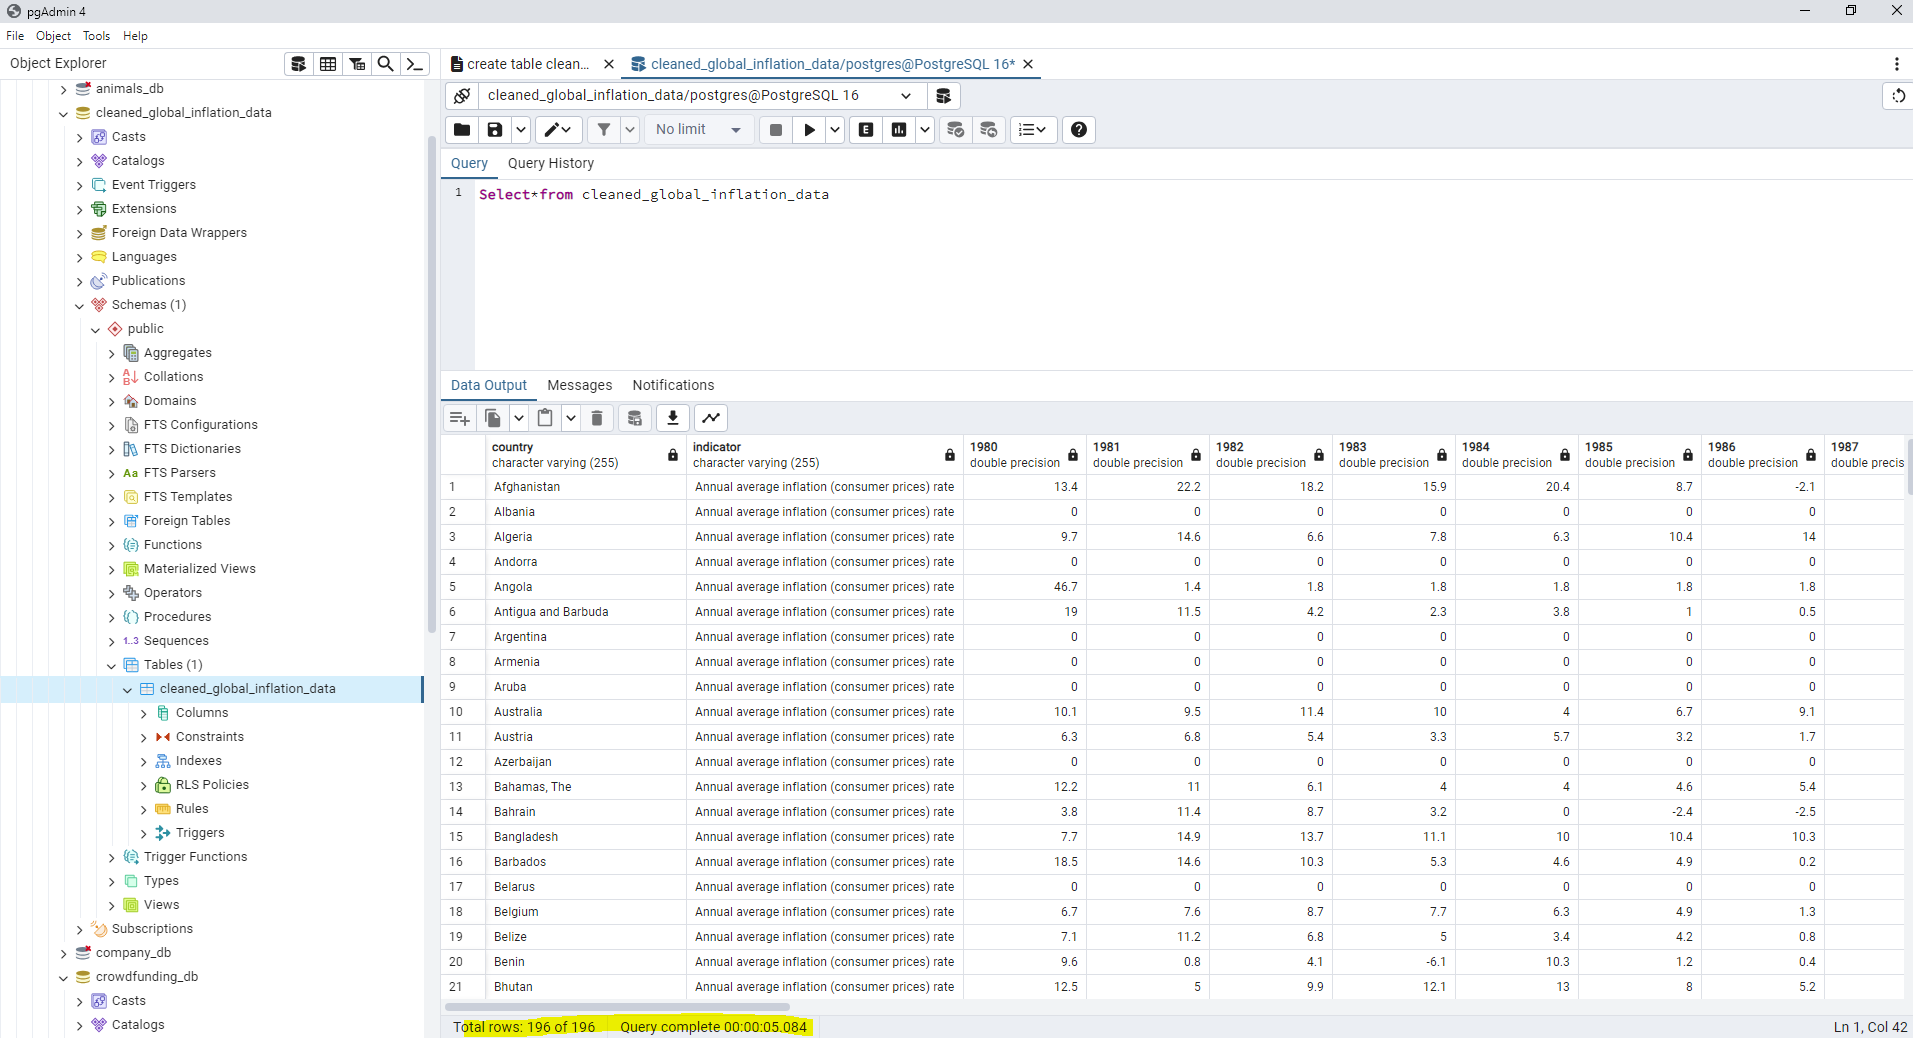 pgAdmin 4
File Object Tools Help
Object Explorer
animals_db
cleaned_global_inflation_data
Casts
Catalogs
Event Triggers
Extensions
Foreign Data Wrappers
Languages
Publications
Schemas (1)
public
Aggregates
Collations
Domains
FTS Configurations
FTS Dictionaries
Aa FTS Parsers
FTS Templates
Foreign Tables
Functions
Materialized Views
Operators
Procedures
1..3 Sequences
Tables (1)
cleaned_global_inflation_data
Columns
Constraints
Indexes
RLS Policies
Rules
Triggers
Trigger Functions
Types
Views
Subscriptions
company_db
crowdfunding_db
Casts
Catalogs
create table clean... cleaned_global_inflation_data/postgres@PostgreSQL 16*
cleaned_global_inflation_data/postgres@PostgreSQL 16
No limit E
Query Query History
1 Select*from cleaned_global_inflation_data
Data Output Messages Notifications
country indicator 1980 1981 1982 1983 1984 1985 1986 1987
character varying (255) character varying (255) double precision double precision double precision double precision double precision double precision double precision double precis
1 Afghanistan Annual average inflation (consumer prices) rate 13.4 22.2 18.2 15.9 20.4 8.7 -2.1
2 Albania Annual average inflation (consumer prices) rate 0 0 0 0 0 0 0
3 Algeria Annual average inflation (consumer prices) rate 9.7 14.6 6.6 7.8 6.3 10.4 14
4 Andorra Annual average inflation (consumer prices) rate 0 0 0 0 0 0 0
5 Angola Annual average inflation (consumer prices) rate 46.7 1.4 1.8 1.8 1.8 1.8 1.8
6 Antigua and Barbuda Annual average inflation (consumer prices) rate 19 11.5 4.2 2.3 3.8 1 0.5
7 Argentina Annual average inflation (consumer prices) rate 0 0 0 0 0 0 0
8 Armenia Annual average inflation (consumer prices) rate 0 0 0 0 0 0 0
9 Aruba Annual average inflation (consumer prices) rate 0 0 0 0 0 0 0
10 Australia Annual average inflation (consumer prices) rate 10.1 9.5 11.4 10 4 6.7 9.1
11 Austria Annual average inflation (consumer prices) rate 6.3 6.8 5.4 3.3 5.7 3.2 1.7
12 Azerbaijan Annual average inflation (consumer prices) rate 0 0 0 0 0 0 0
13 Bahamas, The Annual average inflation (consumer prices) rate 12.2 11 6.1 4 4 4.6 5.4
14 Bahrain Annual average inflation (consumer prices) rate 3.8 11.4 8.7 3.2 0 -2.4 -2.5
15 Bangladesh Annual average inflation (consumer prices) rate 7.7 14.9 13.7 11.1 10 10.4 10.3
16 Barbados Annual average inflation (consumer prices) rate 18.5 14.6 10.3 5.3 4.6 4.9 0.2
17 Belarus Annual average inflation (consumer prices) rate 0 0 0 0 0 0 0
18 Belgium Annual average inflation (consumer prices) rate 6.7 7.6 8.7 7.7 6.3 4.9 1.3
19 Belize Annual average inflation (consumer prices) rate 7.1 11.2 6.8 5 3.4 4.2 0.8
20 Benin Annual average inflation (consumer prices) rate 9.6 0.8 4.1 -6.1 10.3 1.2 0.4
21 Bhutan Annual average inflation (consumer prices) rate 12.5 5 9.9 12.1 13 8 5.2
Total rows: 196 of 196 Query complete 00:00:05.084 Ln 1, Col 42